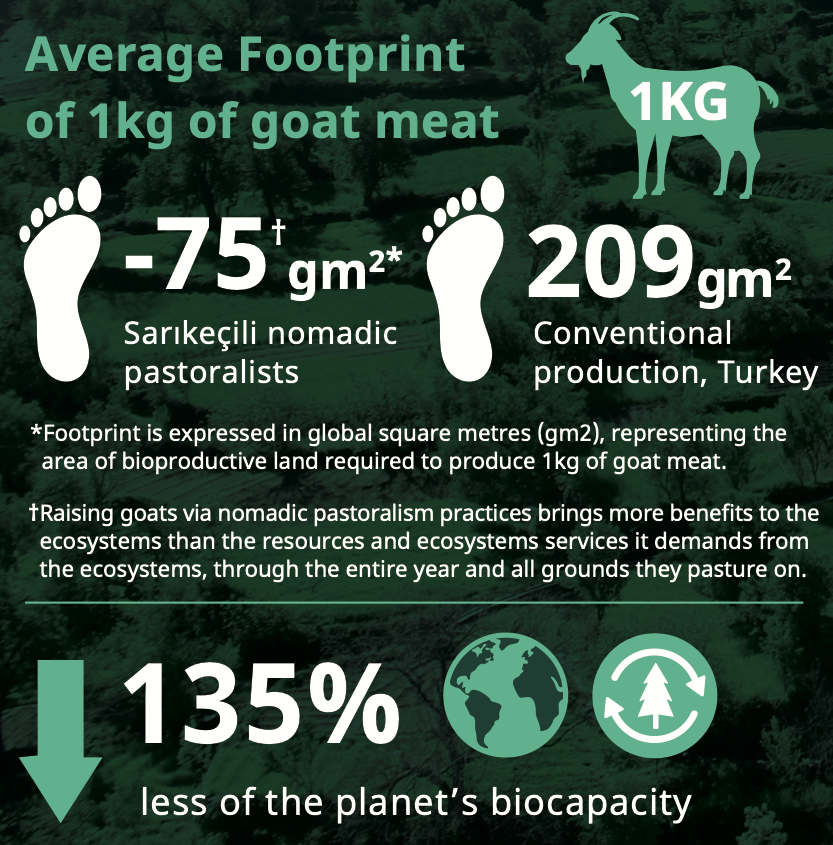 Average Footprint
of 1kg of goat meat
1KG
-75† gm²*
Sarıkeçili nomadic
pastoralists
209 gm²
Conventional
production, Turkey
*Footprint is expressed in global square metres (gm2), representing the
area of bioproductive land required to produce 1kg of goat meat.
†Raising goats via nomadic pastoralism practices brings more benefits to the
ecosystems than the resources and ecosystems services it demands from
the ecosystems, through the entire year and all grounds they pasture on.
135%
less of the planet’s biocapacity